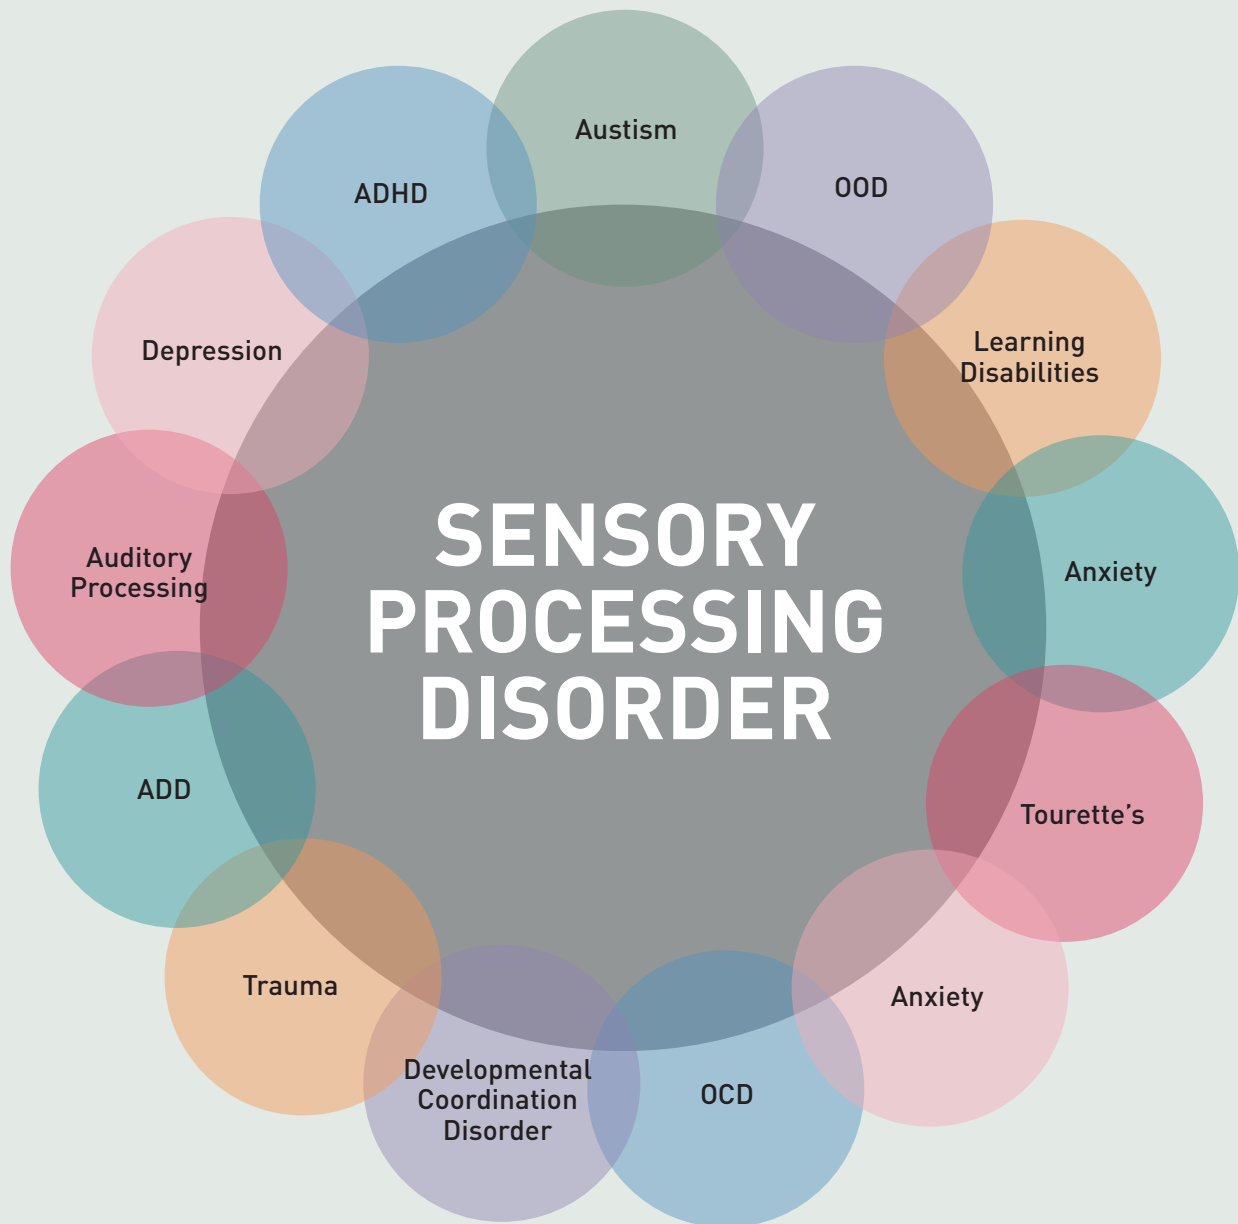 Austism
ADHD
OOD
Depression
Learning
Disabilities
SENSORY
PROCESSING
DISORDER
Auditory
Processing
Anxiety
ADD
Tourette’s
Trauma
Anxiety
Developmental
Coordination
Disorder
OCD